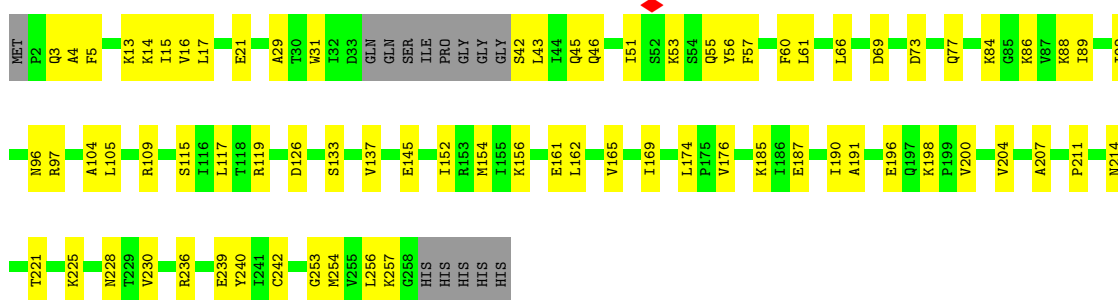 MET P2 Q3 A4 F5 K13 K14 I15 V16 L17 E21 A29 T30 W31 I32 D33 GLN GLN SER ILE PRO GLY GLY GLY S42 L43 I44 Q45 Q46 I51 S52 K53 S54 Q55 Y56 F57 F60 L61 L66 D69 D73 Q77 K84 G85 K86 V87 K88 I89
N96 R97 A104 L105 R109 S115 I116 L117 T118 R119 D126 S133 V137 E145 I152 R153 M154 I155 K156 E161 L162 V165 I169 L174 P175 V176 K185 I186 E187 I190 A191 E196 Q197 K198 P199 V200 V204 A207 P211 N214
T221 K225 N228 T229 V230 R236 E239 Y240 I241 C242 G253 M254 V255 L256 K257 G258 HIS HIS HIS HIS HIS